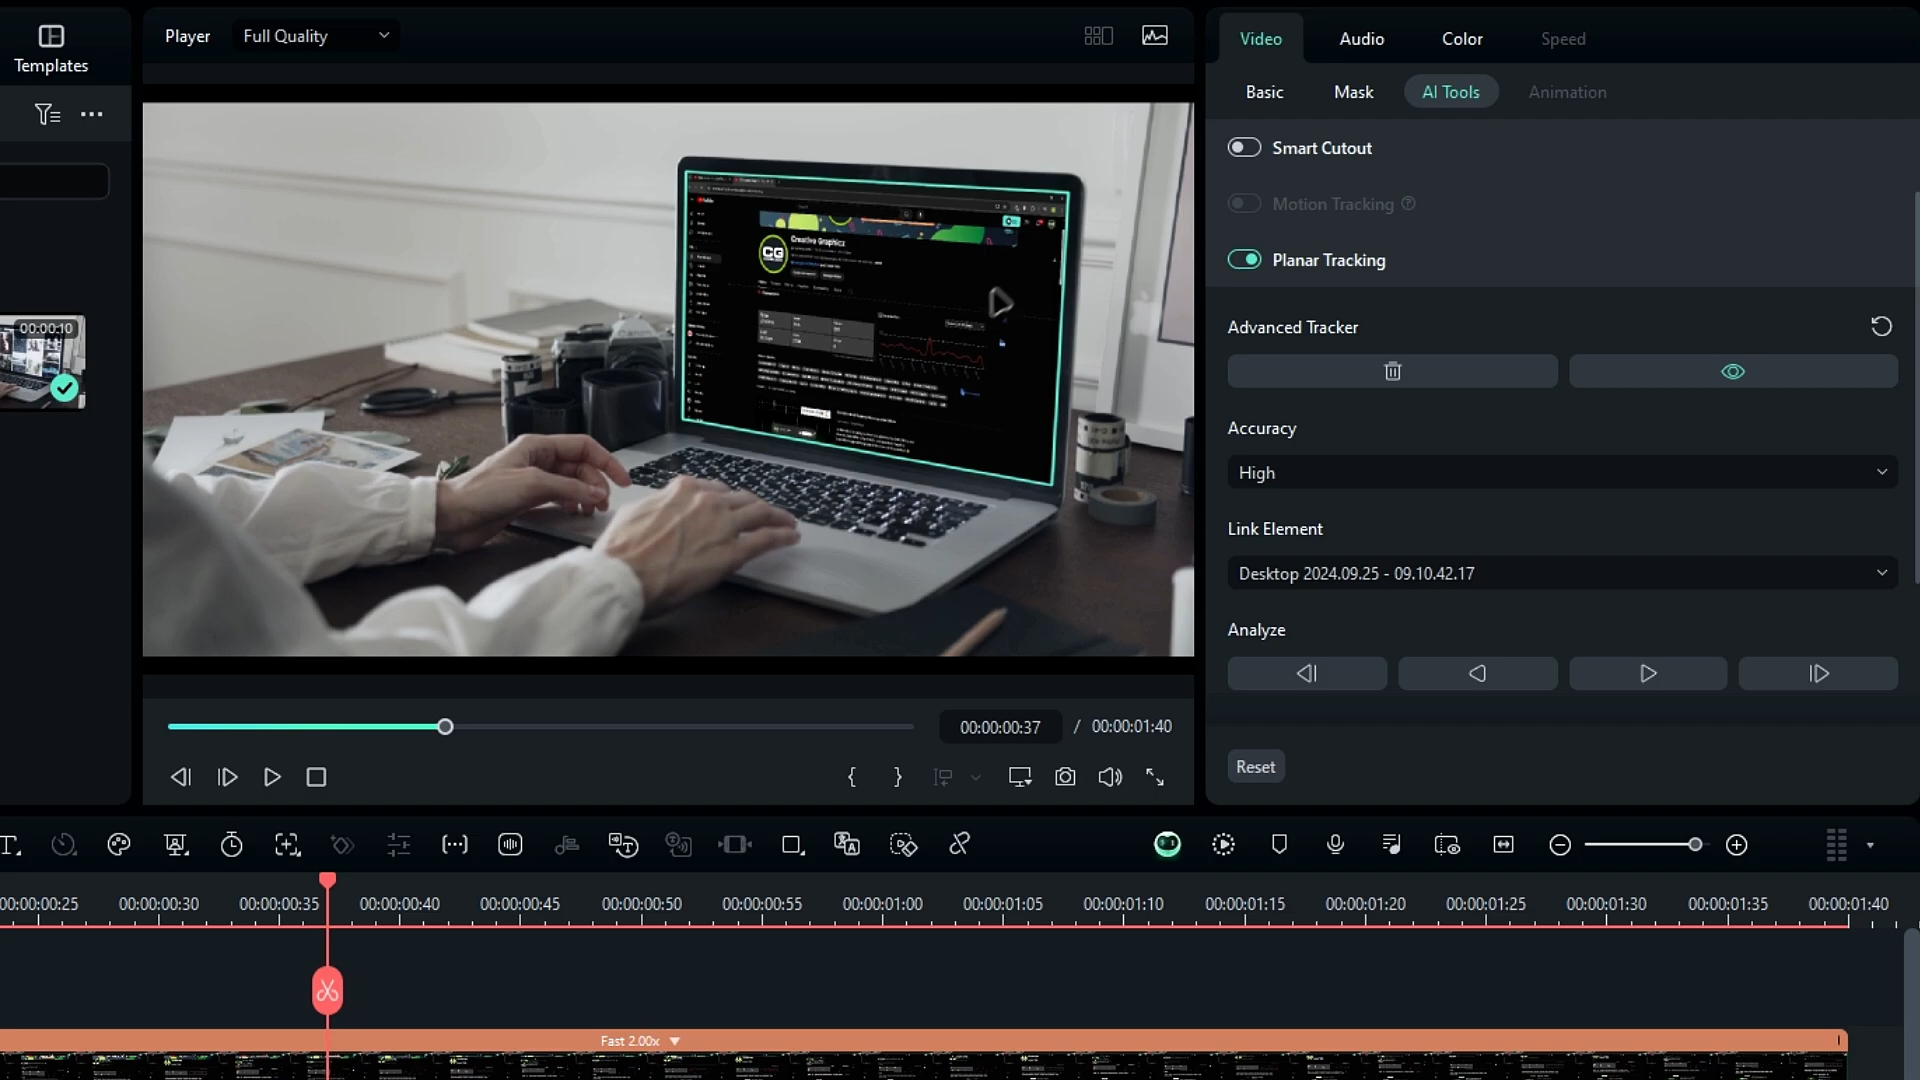 Templates
00:00:10
Player
Full Quality
Creative Graphicz
CG
00:00:00:37 / 00:00:01:40
Video
Audio
Color
Speed
Basic
Mask
AI Tools
Animation
Smart Cutout
Motion Tracking
Planar Tracking
Advanced Tracker
Accuracy
High
Link Element
Desktop 2024.09.25 - 09.10.42.17
Analyze
Reset
00:00:00:25 00:00:00:30 00:00:00:35 00:00:00:40 00:00:00:45 00:00:00:50 00:00:00:55 00:00:01:00 00:00:01:05 00:00:01:10 00:00:01:15 00:00:01:20 00:00:01:25 00:00:01:30 00:00:01:35 00:00:01:40
Fast 2.00x